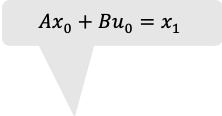 Ax₀ + Bu₀ = x₁